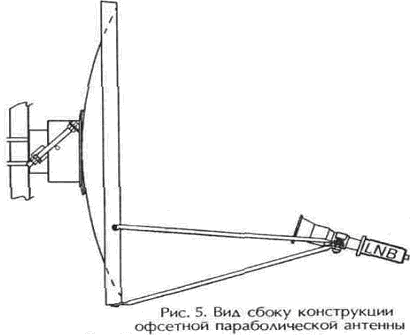 LNB
Рис. 5. Вид сбоку конструкции
офсетной параболической антенны